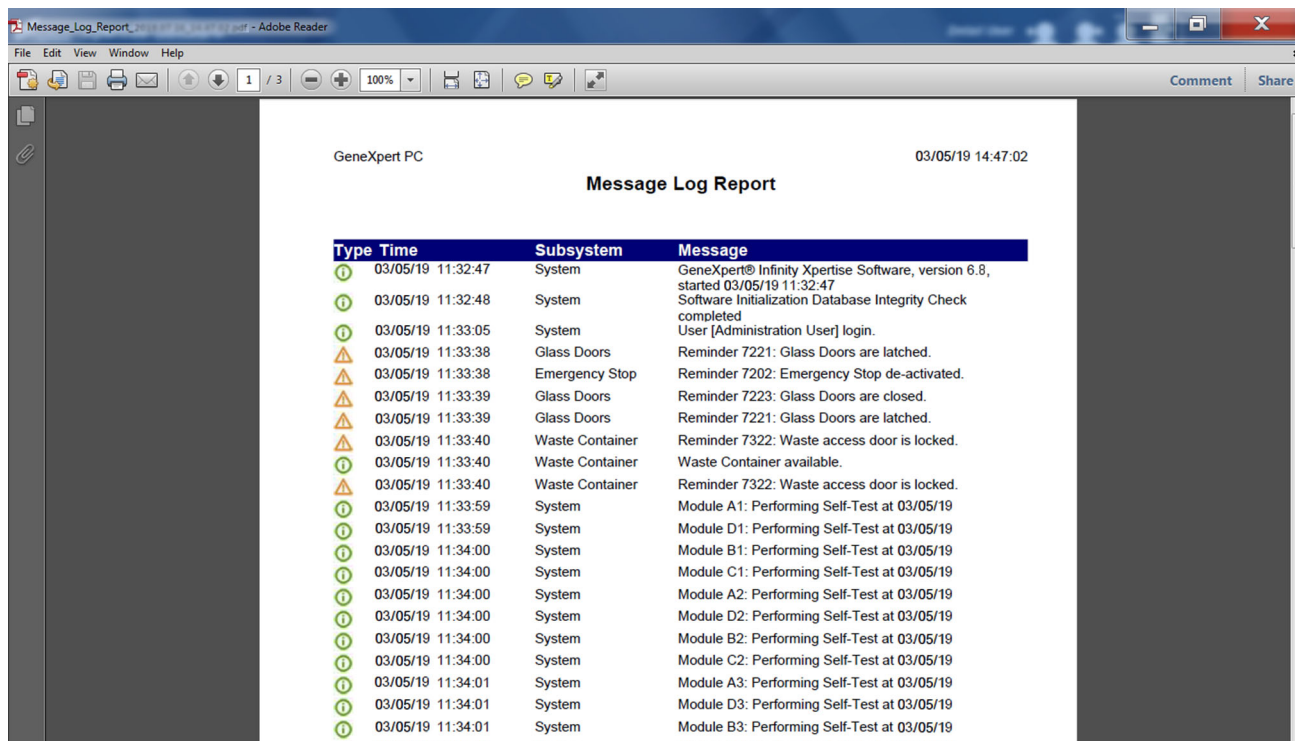 Message_Log_Report_ pdf - Adobe Reader
File Edit View Window Help
1 / 3 100% Comment Share
GeneXpert PC 03/05/19 14:47:02
Message Log Report
Type Time Subsystem Message
03/05/19 11:32:47 System GeneXpert® Infinity Xpertise Software, version 6.8,
started 03/05/19 11:32:47
03/05/19 11:32:48 System Software Initialization Database Integrity Check
completed
03/05/19 11:33:05 System User [Administration User] login.
03/05/19 11:33:38 Glass Doors Reminder 7221: Glass Doors are latched.
03/05/19 11:33:38 Emergency Stop Reminder 7202: Emergency Stop de-activated.
03/05/19 11:33:39 Glass Doors Reminder 7223: Glass Doors are closed.
03/05/19 11:33:39 Glass Doors Reminder 7221: Glass Doors are latched.
03/05/19 11:33:40 Waste Container Reminder 7322: Waste access door is locked.
03/05/19 11:33:40 Waste Container Waste Container available.
03/05/19 11:33:40 Waste Container Reminder 7322: Waste access door is locked.
03/05/19 11:33:59 System Module A1: Performing Self-Test at 03/05/19
03/05/19 11:33:59 System Module D1: Performing Self-Test at 03/05/19
03/05/19 11:34:00 System Module B1: Performing Self-Test at 03/05/19
03/05/19 11:34:00 System Module C1: Performing Self-Test at 03/05/19
03/05/19 11:34:00 System Module A2: Performing Self-Test at 03/05/19
03/05/19 11:34:00 System Module D2: Performing Self-Test at 03/05/19
03/05/19 11:34:00 System Module B2: Performing Self-Test at 03/05/19
03/05/19 11:34:00 System Module C2: Performing Self-Test at 03/05/19
03/05/19 11:34:01 System Module A3: Performing Self-Test at 03/05/19
03/05/19 11:34:01 System Module D3: Performing Self-Test at 03/05/19
03/05/19 11:34:01 System Module B3: Performing Self-Test at 03/05/19